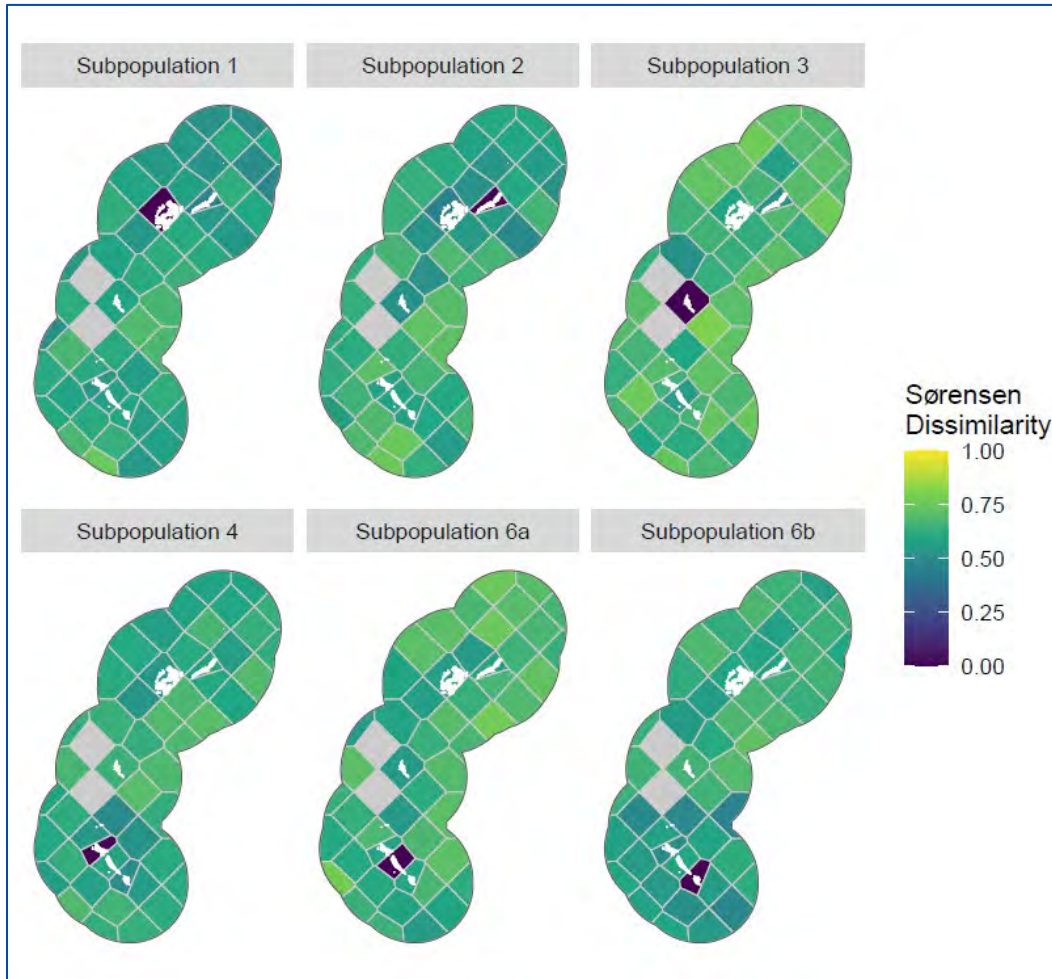 Subpopulation 1
Subpopulation 2
Subpopulation 3
Subpopulation 4
Subpopulation 6a
Subpopulation 6b
Sørensen
Dissimilarity
1.00
0.75
0.50
0.25
0.00